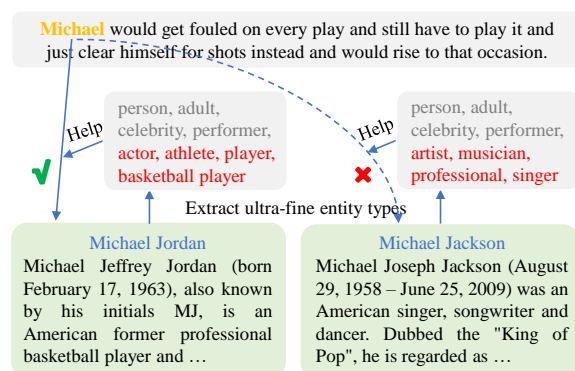 Michael would get fouled on every play and still have to play it and
just clear himself for shots instead and would rise to that occasion.
Help
person, adult,
celebrity, performer,
actor, athlete, player,
basketball player
Help
person, adult,
celebrity, performer,
artist, musician,
professional, singer
Extract ultra-fine entity types
Michael Jordan
Michael Jeffrey Jordan (born
February 17, 1963), also known
by his initials MJ, is an
American former professional
basketball player and …
Michael Jackson
Michael Joseph Jackson (August
29, 1958 – June 25, 2009) was an
American singer, songwriter and
dancer. Dubbed the "King of
Pop", he is regarded as …